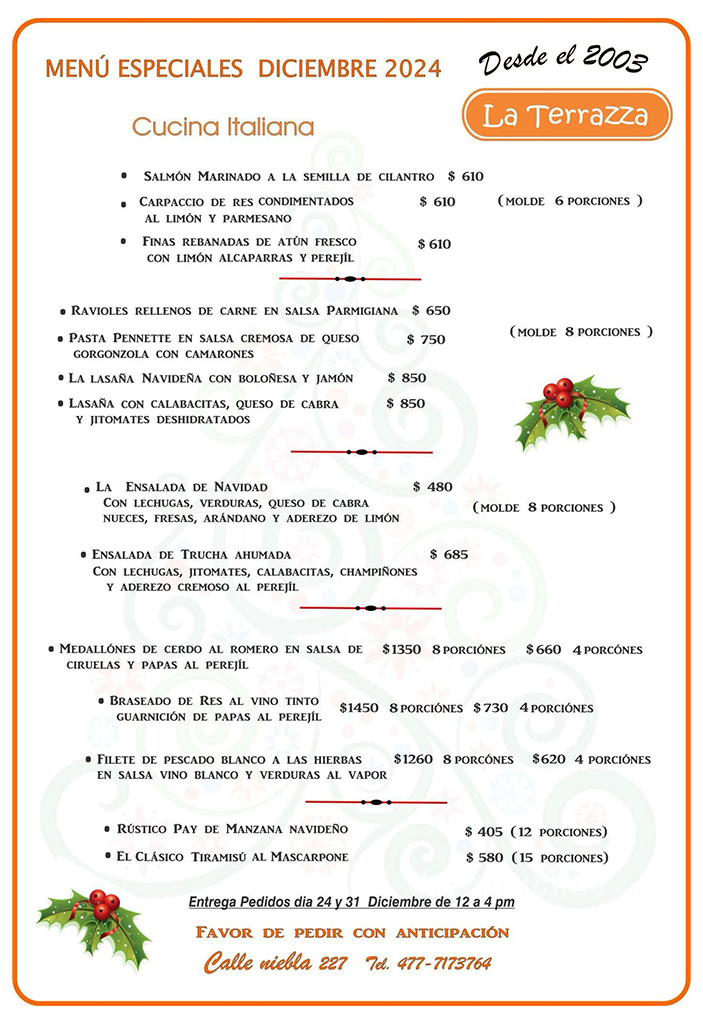 MENÚ ESPECIALES DICIEMBRE 2024
Desde el 2003
La Terrazza
Cucina Italiana
• Salmón Marinado a la semilla de cilantro $ 610
• Carpaccio de res condimentados $ 610 (molde 6 porciones )
al limón y parmesano
• Finas rebanadas de atún fresco $ 610
con limón alcaparras y perejíl
• Ravioles rellenos de carne en salsa Parmigiana $ 650
• Pasta Pennette en salsa cremosa de queso $ 750 (molde 8 porciones )
gorgonzola con camarones
• La lasaña Navideña con boloñesa y jamón $ 850
• Lasaña con calabacitas, queso de cabra $ 850
y jitomates deshidratados
• La Ensalada de Navidad $ 480
Con lechugas, verduras, queso de cabra (molde 8 porciones )
nueces, fresas, arándano y aderezo de limón
• Ensalada de Trucha ahumada $ 685
Con lechugas, jitomates, calabacitas, champiñones
y aderezo cremoso al perejíl
• Medallónes de cerdo al romero en salsa de $1350 8 porciónes $ 660 4 porcónes
ciruelas y papas al perejíl
• Braseado de Res al vino tinto $1450 8 porciónes $ 730 4 porciónes
guarnición de papas al perejíl
• Filete de pescado blanco a las hierbas $1260 8 porcónes $620 4 porciónes
en salsa vino blanco y verduras al vapor
• Rústico Pay de Manzana navideño $ 405 (12 porciones)
• El Clásico Tiramisú al Mascarpone $ 580 (15 porciones)
Entrega Pedidos dia 24 y 31 Diciembre de 12 a 4 pm
Favor de pedir con anticipación
Calle niebla 227 Tel. 477-7173764